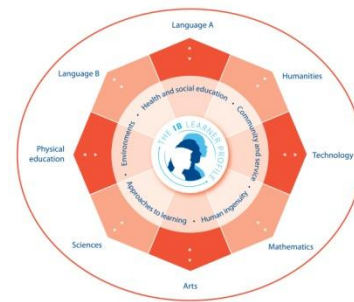 Language A
Language B
Humanities
Physical
education
Technology
Sciences
Mathematics
Arts
Health and social education •
Community and service •
Human ingenuity •
Approaches to learning •
Environments •
THE IB LEARNER PROFILE